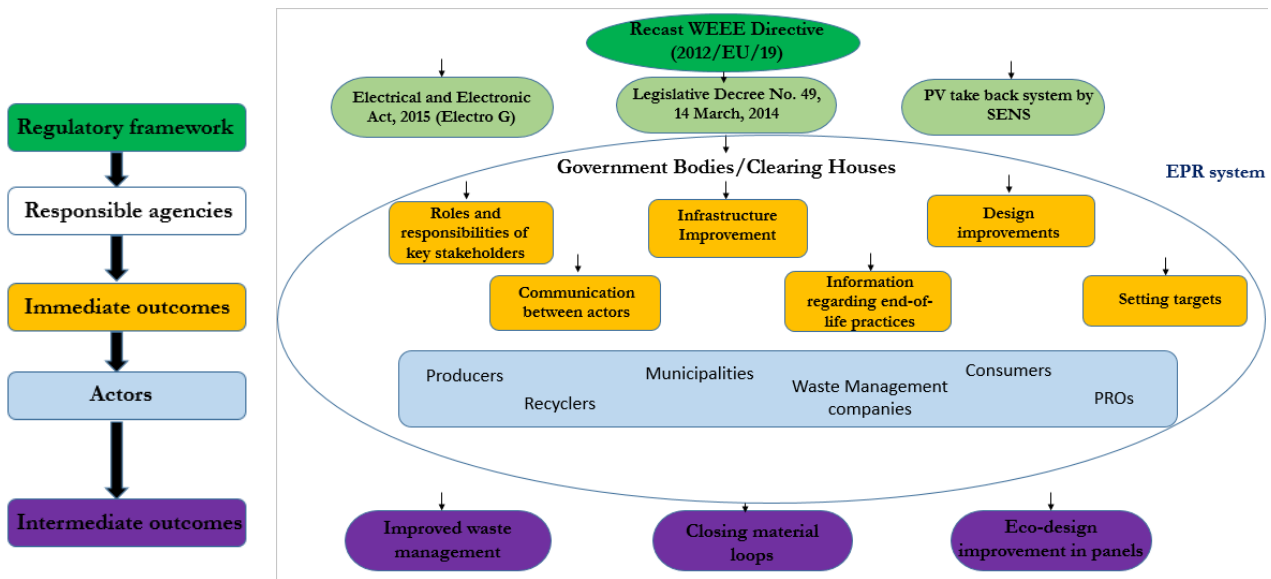 Regulatory framework
Responsible agencies
Immediate outcomes
Actors
Intermediate outcomes
Recast WEEE Directive
(2012/EU/19)
Electrical and Electronic
Act, 2015 (Electro G)
Legislative Decree No. 49,
14 March, 2014
PV take back system by
SENS
Government Bodies/Clearing Houses
EPR system
Roles and
responsibilities of
key stakeholders
Infrastructure
Improvement
Design
improvements
Communication
between actors
Information
regarding end-of-
life practices
Setting targets
Producers
Recyclers
Municipalities
Waste Management
companies
Consumers
PROs
Improved waste
management
Closing material
loops
Eco-design
improvement in panels